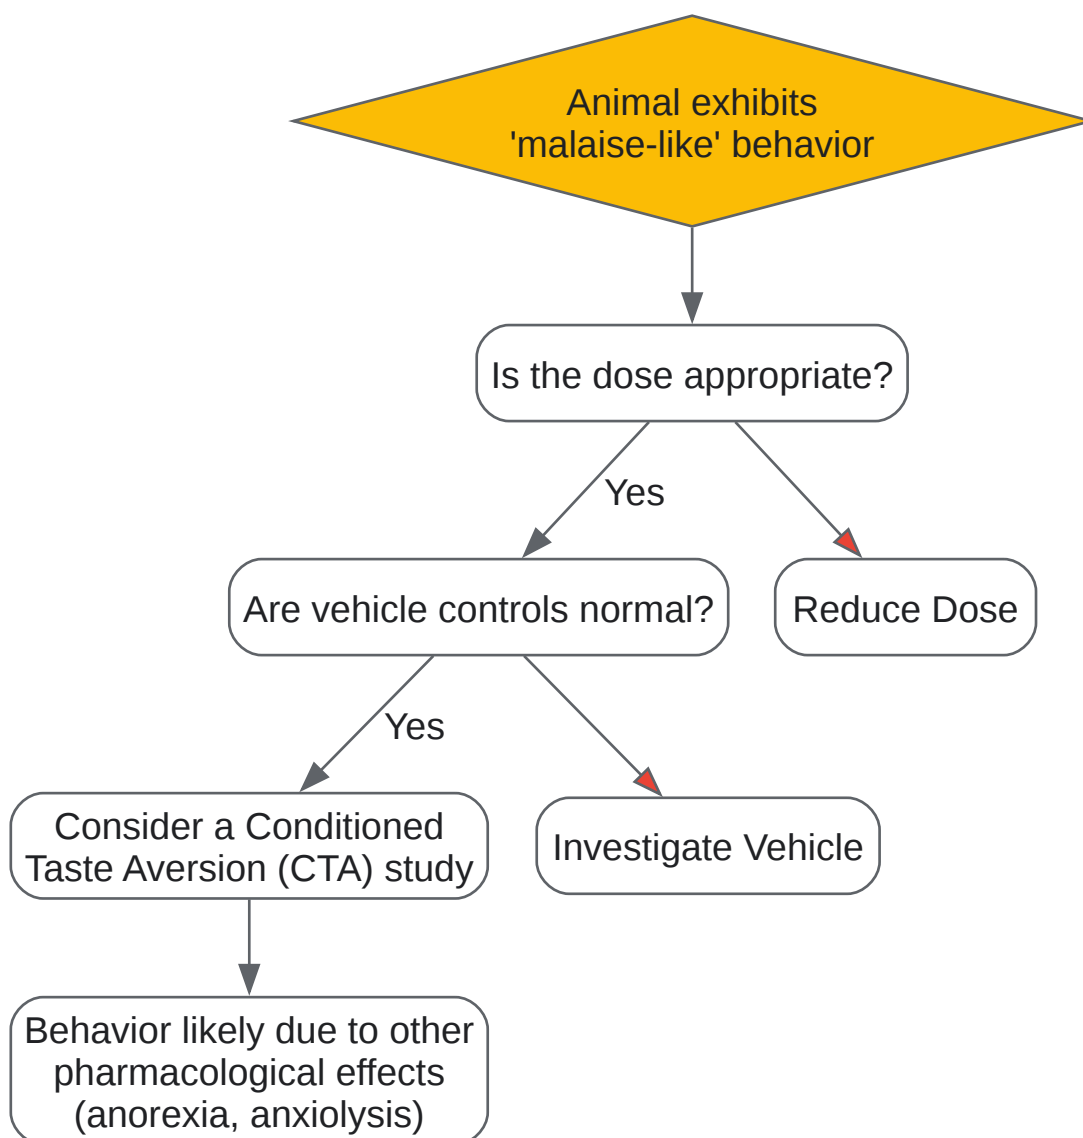 Animal exhibits
'malaise-like' behavior
Is the dose appropriate?
Yes
Are vehicle controls normal?
Reduce Dose
Yes
Consider a Conditioned
Taste Aversion (CTA) study
Investigate Vehicle
Behavior likely due to other
pharmacological effects
(anorexia, anxiolysis)